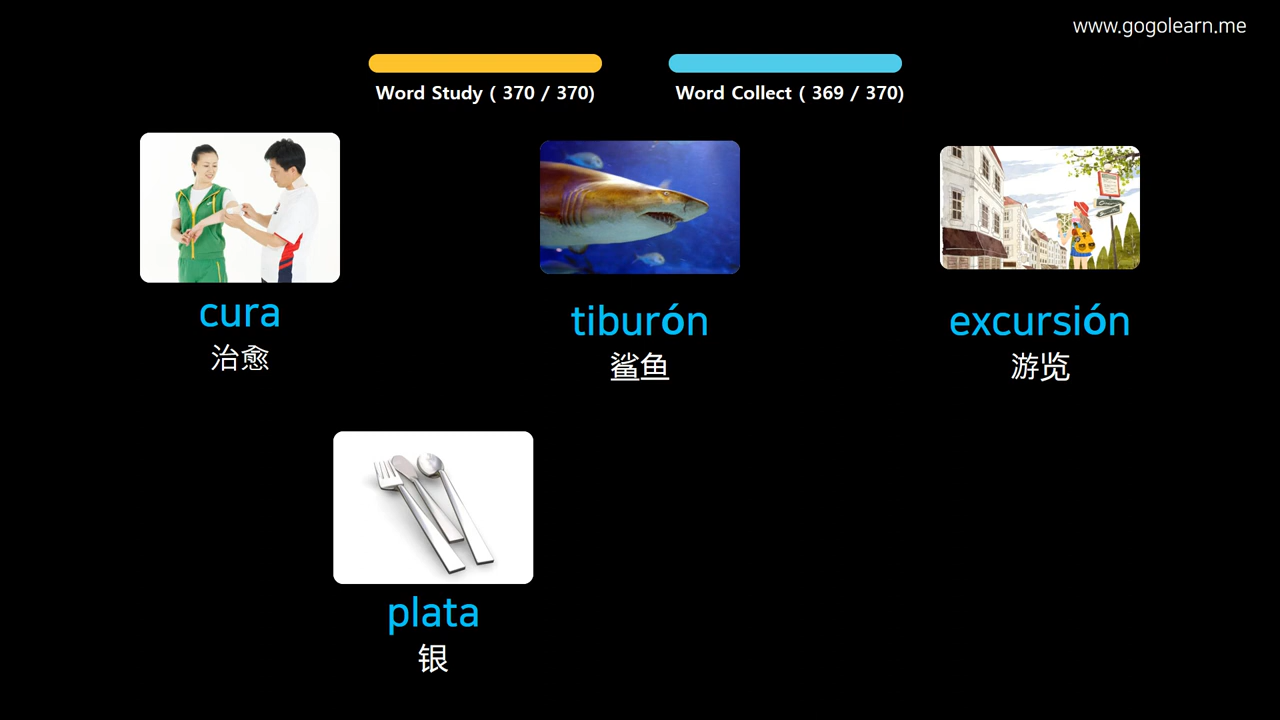 www.gogolearn.me
Word Study ( 370 / 370)
Word Collect ( 369 / 370)
cura
治愈
tiburón
鲨鱼
excursión
游览
plata
银